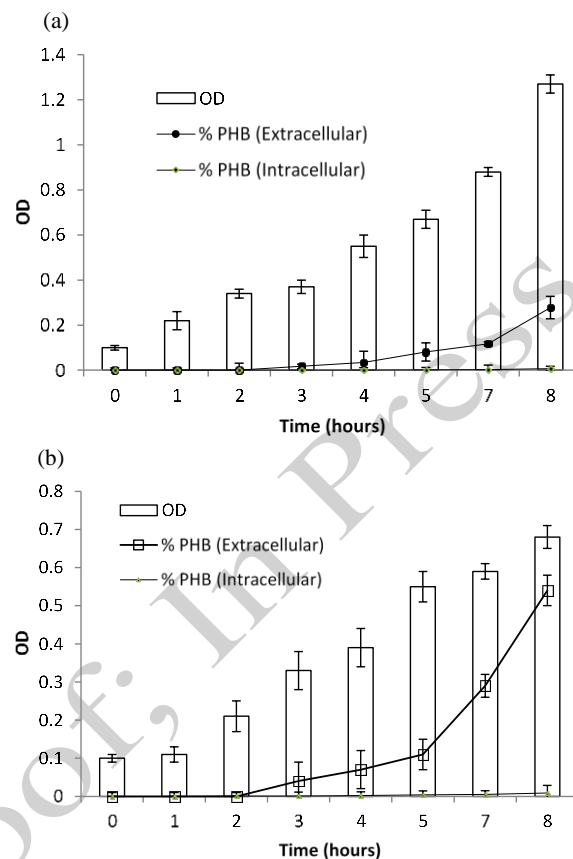 (a)
1.4
1.2
1
0.8
0.6
0.4
0.2
0
OD
OD
% PHB (Extracellular)
% PHB (Intracellular)
0 1 2 3 4 5 7 8
Time (hours)
(b)
0.8
0.7
0.6
0.5
0.4
0.3
0.2
0.1
0
OD
OD
% PHB (Extracellular)
% PHB (Intracellular)
0 1 2 3 4 5 7 8
Time (hours)
oof; In Press